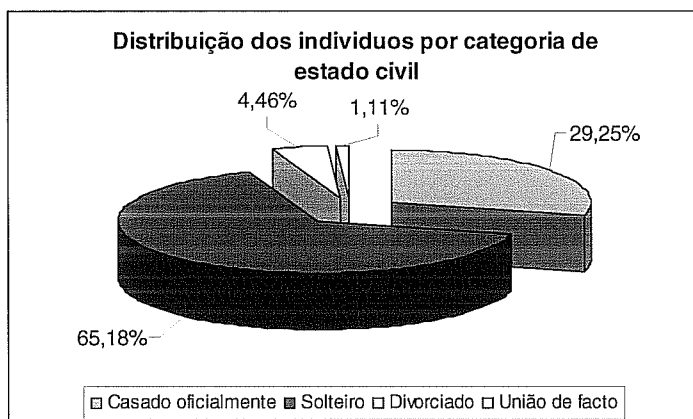 Distribuição dos individuos por categoria de
estado civil
4,46%
1,11%
29,25%
65,18%
Casado oficialmente Solteiro Divorciado União de facto